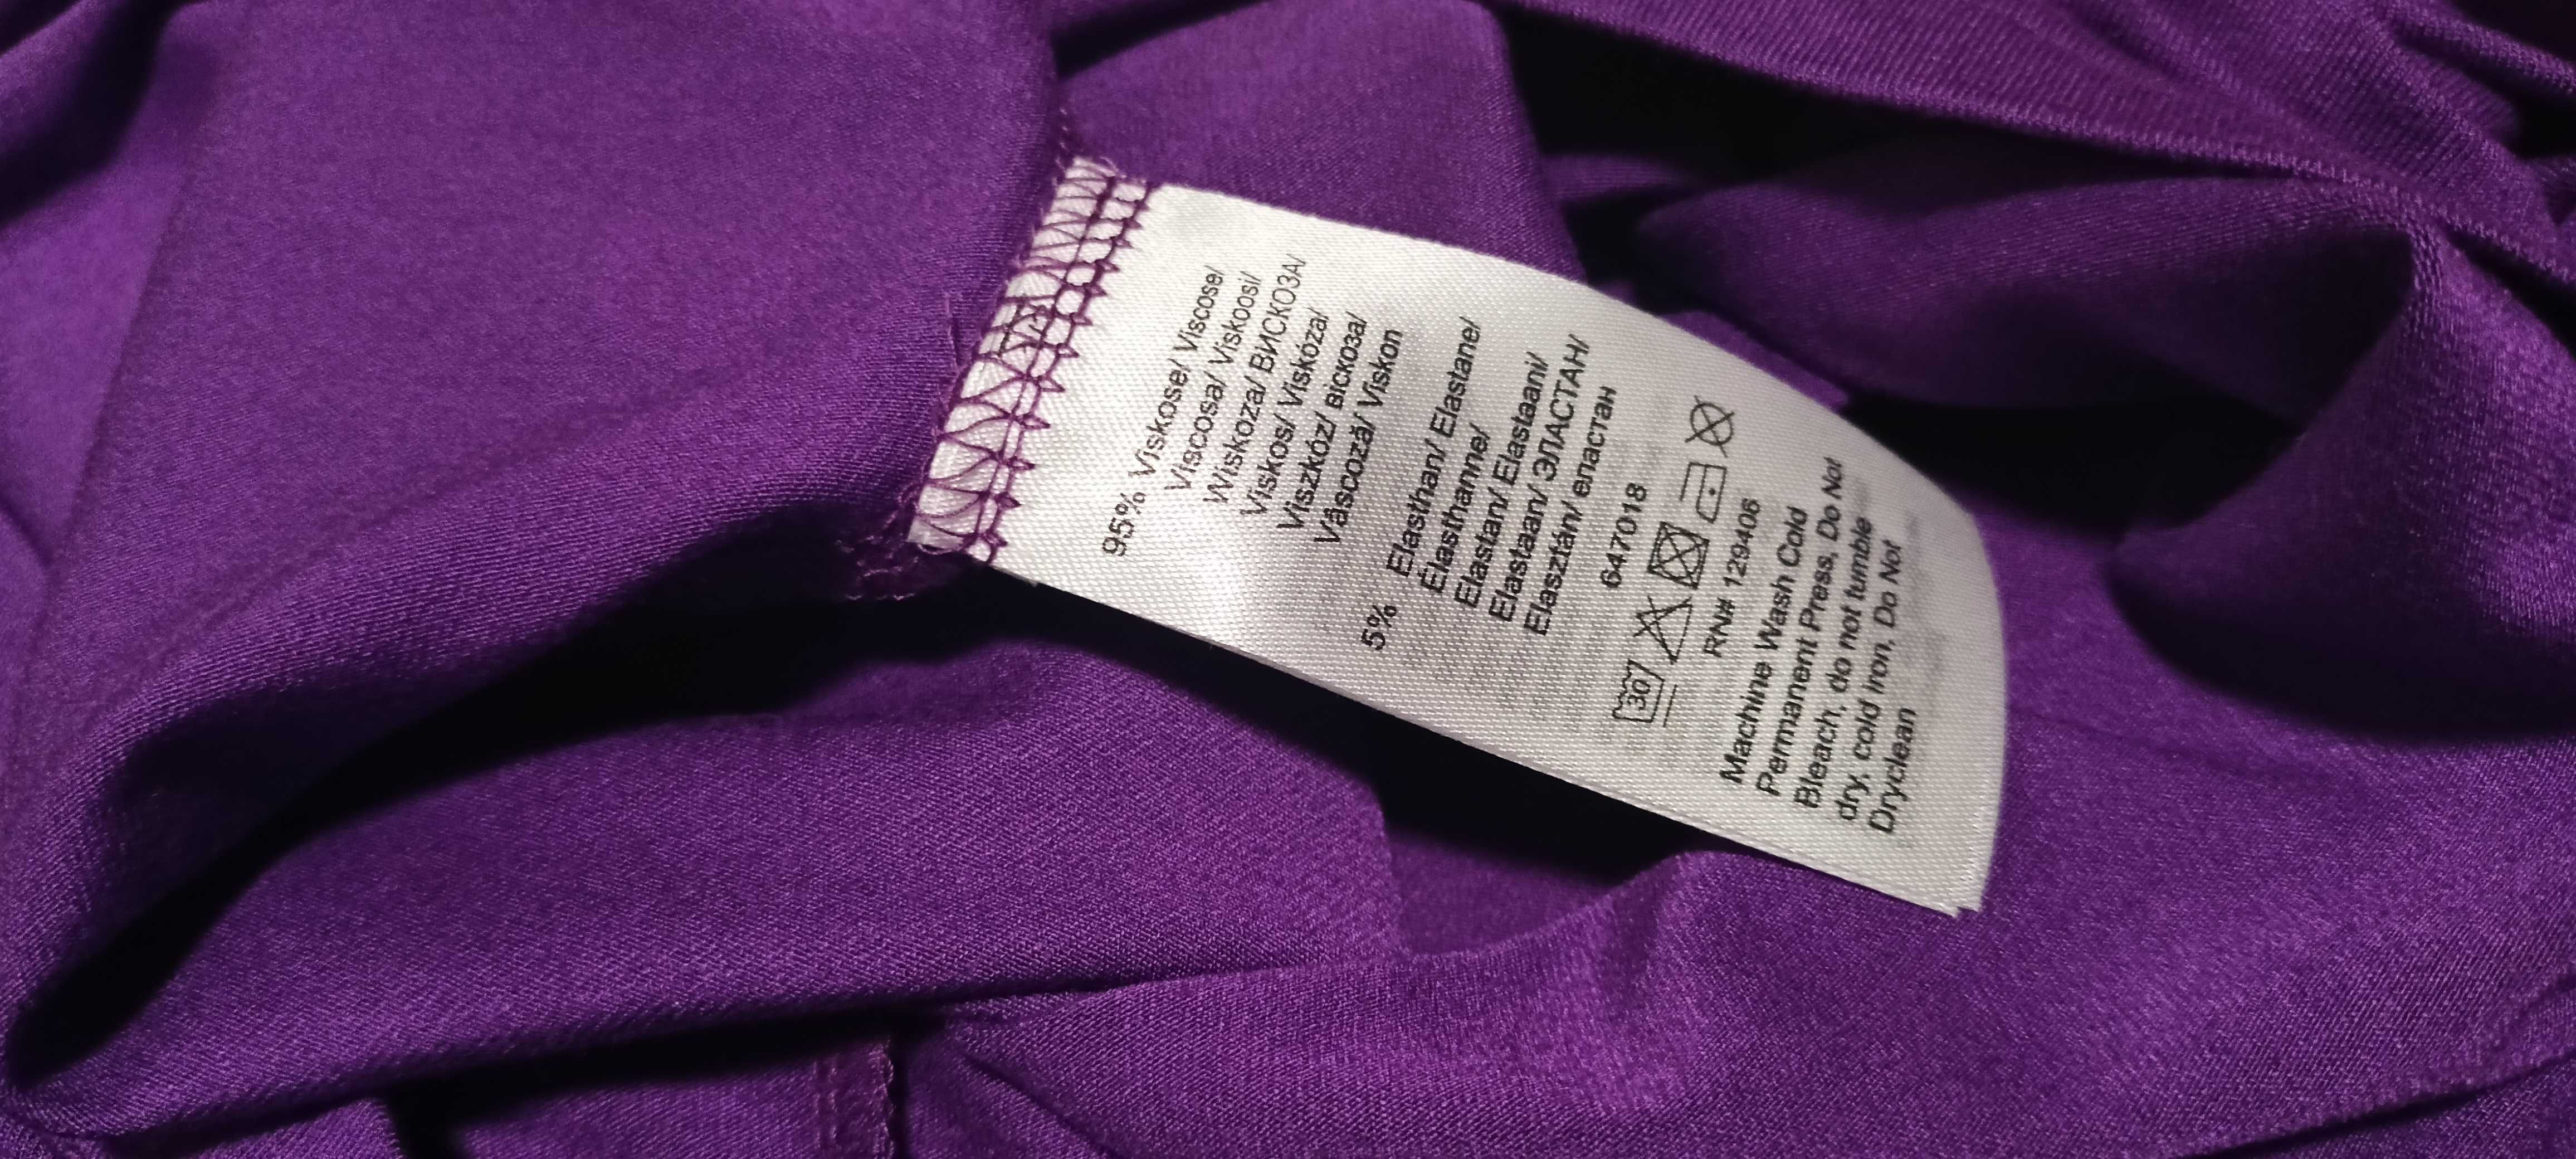 95% Viskose/ Viscose/
Viscosa/ Viskoosi/
Wiskoza/ ВИСКОЗА/
Viskos/ Viskóza/
Viszkóz/ віскоза/
Vâscoză/ Viskon
5% Elasthan/ Elastane/
Élasthanne/
Elastan/ Elastaani/
Elastaan/ ЭЛАСТАН/
Elasztán/ еластан
647018
30
RN# 129406
Machine Wash Cold
Permanent Press, Do Not
Bleach, do not tumble
dry, cold iron, Do Not
Dryclean